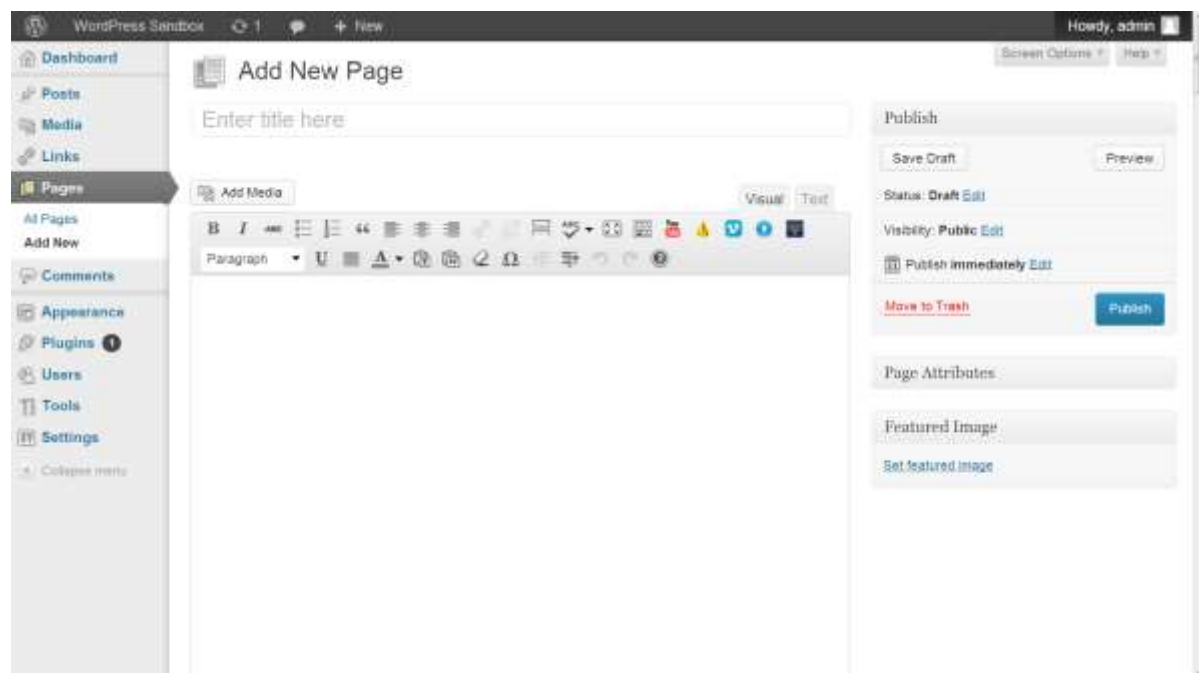 WordPress Sandbox 1 + New Howdy, admin
Screen Options Help
Dashboard
Posts
Media
Links
Pages
All Pages
Add New
Comments
Appearance
Plugins 1
Users
Tools
Settings
Collapse menu
Add New Page
Enter title here
Add Media
Visual Text
B I ABC
Paragraph U A Ω
Publish
Save Draft Preview
Status: Draft Edit
Visibility: Public Edit
Publish immediately Edit
Move to Trash Publish
Page Attributes
Featured Image
Set featured image